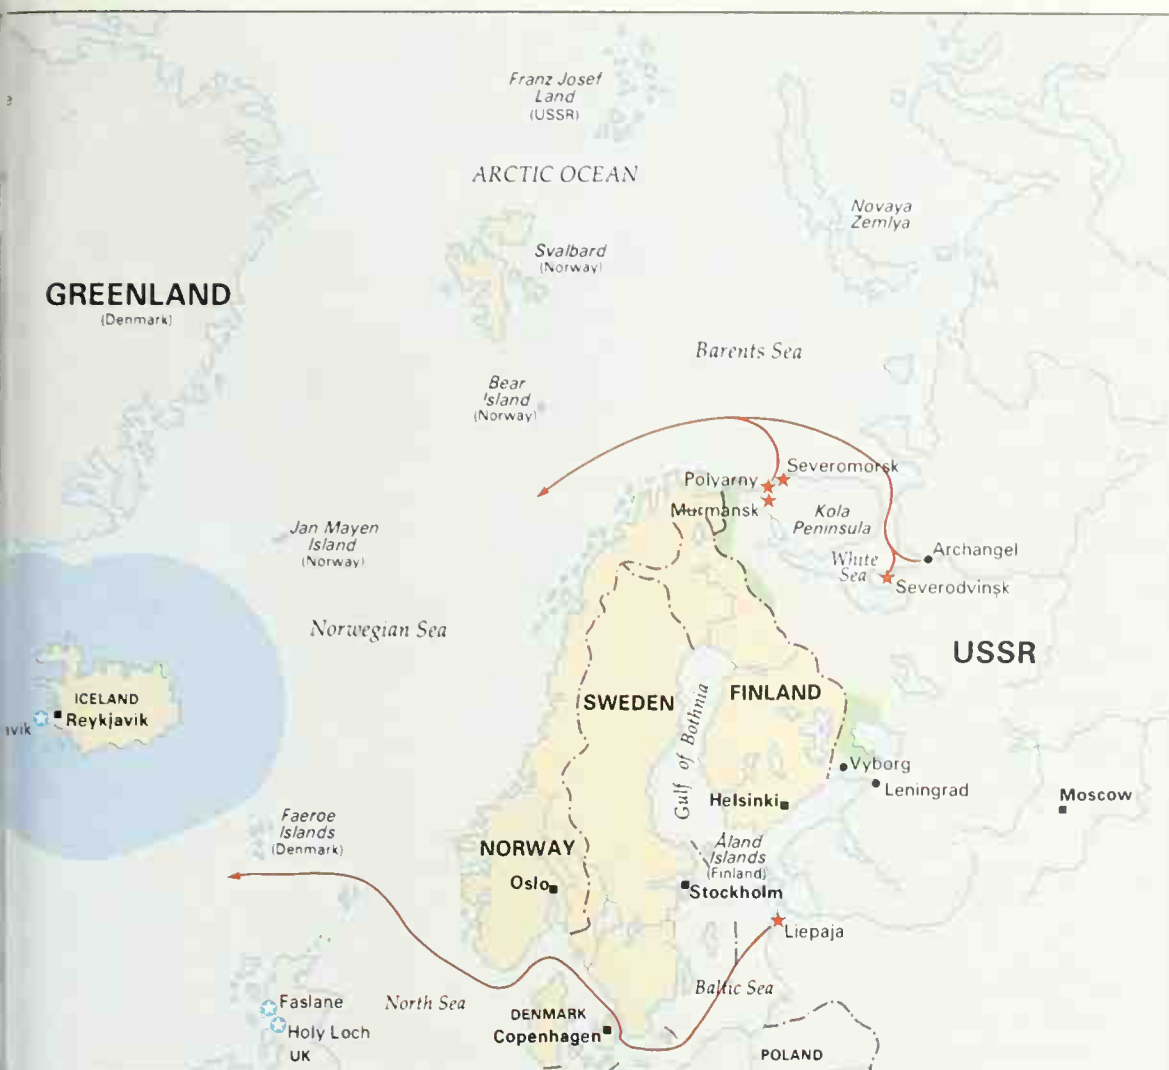 Franz Josef
Land
(USSR)
ARCTIC OCEAN
Novaya
Zemlya
Svalbard
(Norway)
GREENLAND
(Denmark)
Barents Sea
Bear
Island
(Norway)
Severomorsk
Polyarny
Murmansk
Kola
Peninsula
Jan Mayen
Island
(Norway)
Archangel
White
Sea
Severodvinsk
Norwegian Sea
USSR
ICELAND
Reykjavik
avik
SWEDEN
FINLAND
Gulf of Bothnia
Vyborg
Leningrad
Helsinki
Moscow
Faeroe
Islands
(Denmark)
NORWAY
Oslo
Åland
Islands
(Finland)
Stockholm
Liepaja
Baltic Sea
North Sea
Faslane
Holy Loch
UK
DENMARK
Copenhagen
POLAND